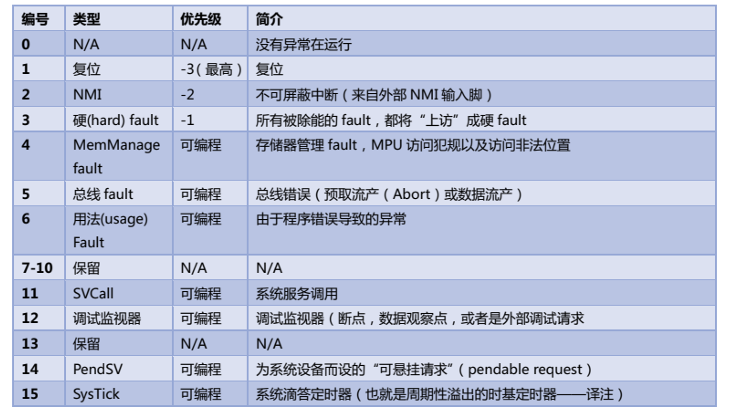 编号 类型 优先级 简介
0 N/A N/A 没有异常在运行
1 复位 -3（最高） 复位
2 NMI -2 不可屏蔽中断（来自外部 NMI 输入脚）
3 硬(hard) fault -1 所有被除能的 fault，都将“上访”成硬 fault
4 MemManage 可编程 存储器管理 fault，MPU 访问犯规以及访问非法位置
fault
5 总线 fault 可编程 总线错误（预取流产（Abort）或数据流产）
6 用法(usage) 可编程 由于程序错误导致的异常
Fault
7-10 保留 N/A N/A
11 SVCall 可编程 系统服务调用
12 调试监视器 可编程 调试监视器（断点，数据观察点，或者是外部调试请求
13 保留 N/A N/A
14 PendSV 可编程 为系统设备而设的“可悬挂请求”（pendable request）
15 SysTick 可编程 系统滴答定时器（也就是周期性溢出的时基定时器——译注）